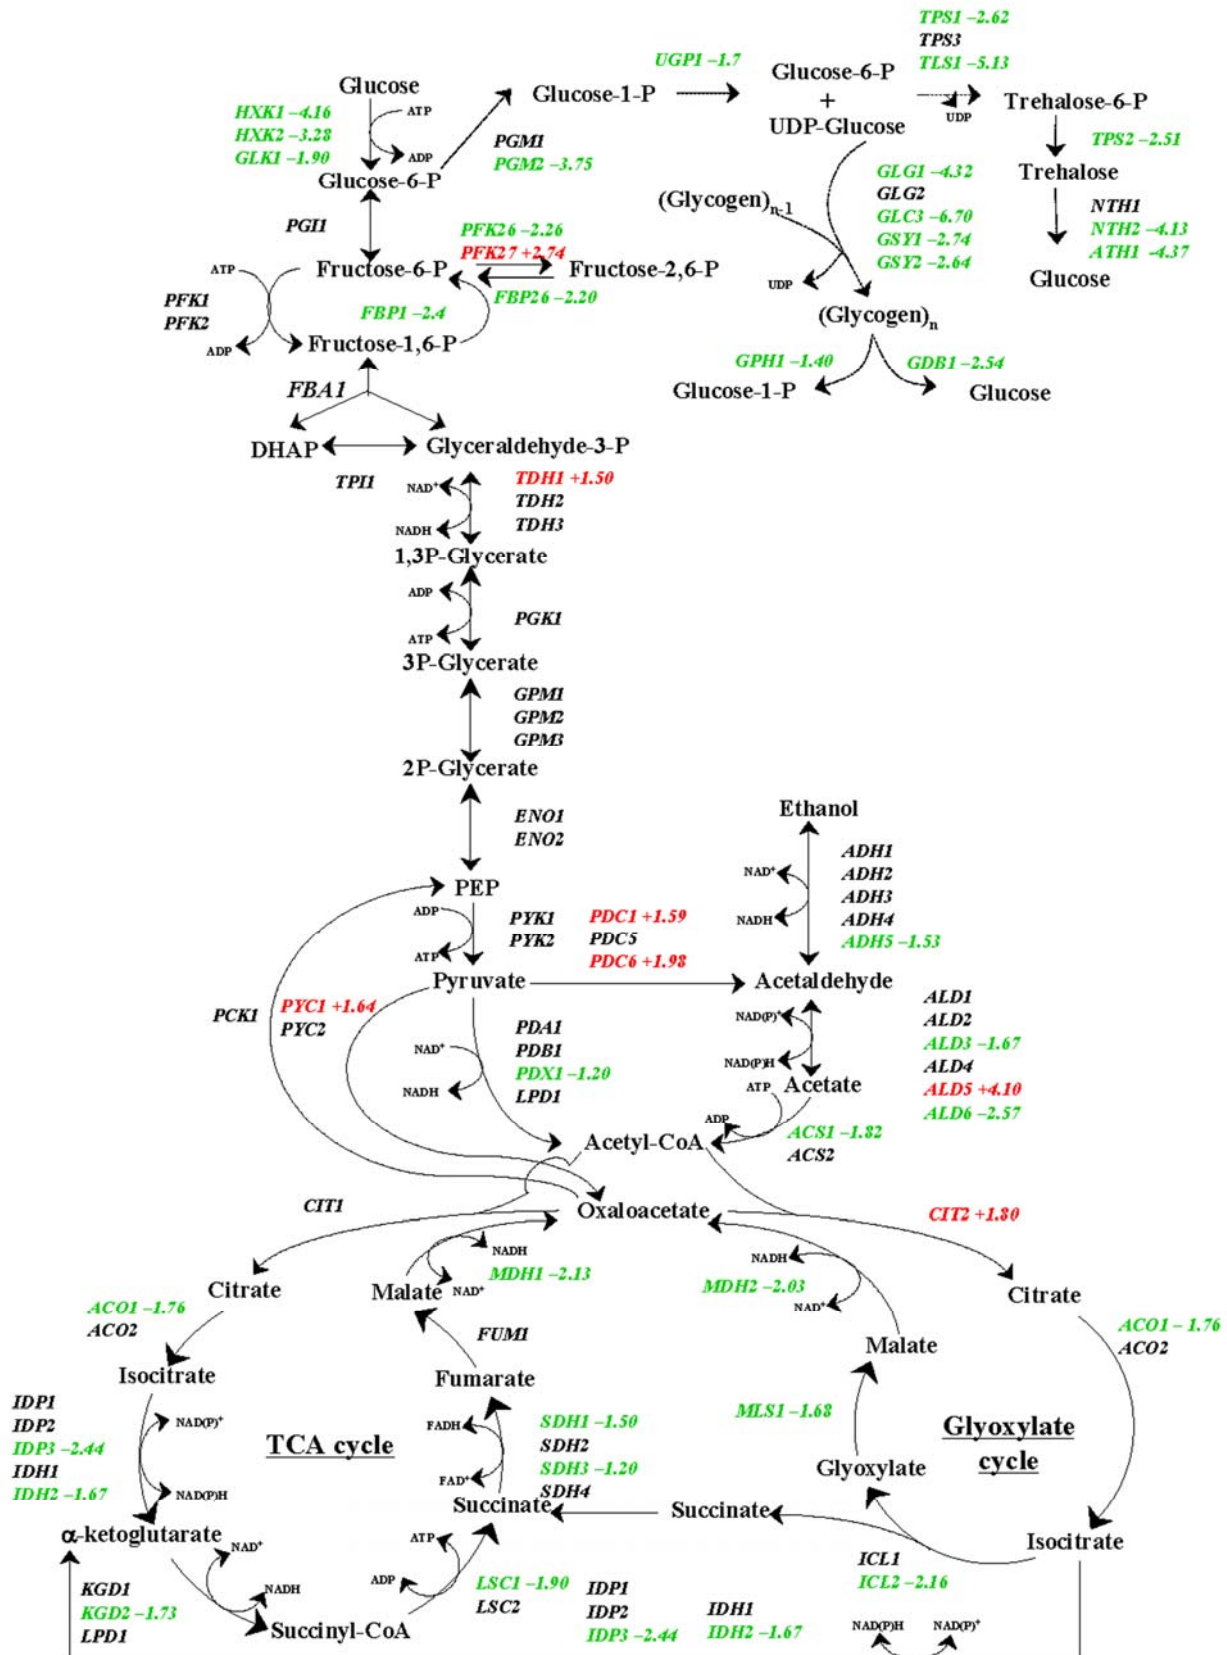 TPS1 –2.62
TPS3
TLS1 –5.13
UGP1 –1.7
Glucose-6-P
+
UDP-Glucose
Glucose-1-P
UDP
Trehalose-6-P
TPS2 –2.51
Trehalose
NTH1
NTH2 –4.13
ATH1 –4.37
Glucose
Glucose
ATP
ADP
HXK1 –4.16
HXK2 –3.28
GLK1 –1.90
Glucose-6-P
PGM1
PGM2 –3.75
GLG1 –4.32
GLG2
GLC3 –6.70
GSY1 –2.74
GSY2 –2.64
(Glycogen)n-1
UDP
(Glycogen)n
GPH1 –1.40
GDB1 –2.54
Glucose-1-P
Glucose
PGI1
PFK26 –2.26
PFK27 +2.74
Fructose-6-P
Fructose-2,6-P
FBP26 –2.20
ATP
PFK1
PFK2
ADP
FBP1 –2.4
Fructose-1,6-P
FBA1
DHAP
Glyceraldehyde-3-P
TPI1
NAD+
NADH
TDH1 +1.50
TDH2
TDH3
1,3P-Glycerate
ADP
ATP
PGK1
3P-Glycerate
GPM1
GPM2
GPM3
2P-Glycerate
ENO1
ENO2
PEP
ADP
ATP
PYK1
PYK2
PDC1 +1.59
PDC5
PDC6 +1.98
Ethanol
NAD+
NADH
ADH1
ADH2
ADH3
ADH4
ADH5 –1.53
Pyruvate
Acetaldehyde
PCK1
PYC1 +1.64
PYC2
NAD+
NADH
PDA1
PDB1
PDX1 –1.20
LPD1
NAD(P)+
NAD(P)H
ALD1
ALD2
ALD3 –1.67
ALD4
ALD5 +4.10
ALD6 –2.57
Acetate
ATP
ADP
ACS1 –1.82
ACS2
Acetyl-CoA
CIT1
Oxaloacetate
CIT2 +1.80
NADH
MDH1 –2.13
NAD+
NADH
MDH2 –2.03
NAD+
Citrate
Malate
Citrate
ACO1 –1.76
ACO2
FUM1
Malate
ACO1 – 1.76
ACO2
Isocitrate
Fumarate
IDP1
IDP2
IDP3 –2.44
IDH1
IDH2 –1.67
NAD(P)+
NAD(P)H
TCA cycle
FADH
FAD+
SDH1 –1.50
SDH2
SDH3 –1.20
SDH4
MLS1 –1.68
Glyoxylate
cycle
Glyoxylate
Succinate
Succinate
Isocitrate
α-ketoglutarate
NAD+
NADH
ATP
ADP
KGD1
KGD2 –1.73
LPD1
Succinyl-CoA
LSC1 –1.90
LSC2
IDP1
IDP2
IDP3 –2.44
IDH1
IDH2 –1.67
ICL1
ICL2 –2.16
NAD(P)H
NAD(P)+